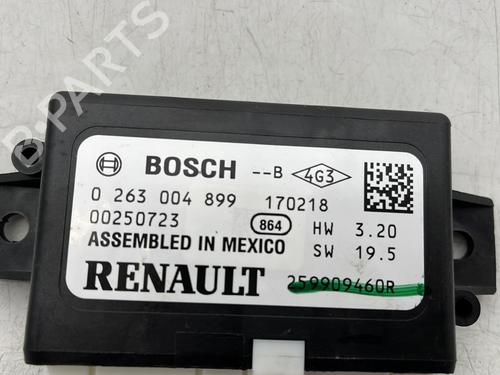 B PARTS
BOSCH --B 4G3
0 263 004 899 170218
00250723 864 HW 3.20
ASSEMBLED IN MEXICO SW 19.5
RENAULT 259909460R